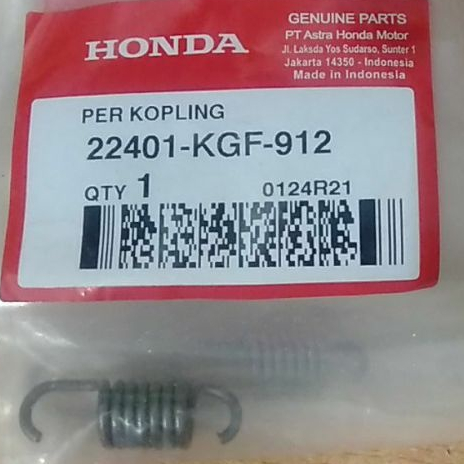 HONDA
GENUINE PARTS
PT Astra Honda Motor
Jl. Laksda Yos Sudarso, Sunter 1
Jakarta 14350 - Indonesia
Made in Indonesia
PER KOPLING
22401-KGF-912
QTY 1 0124R21